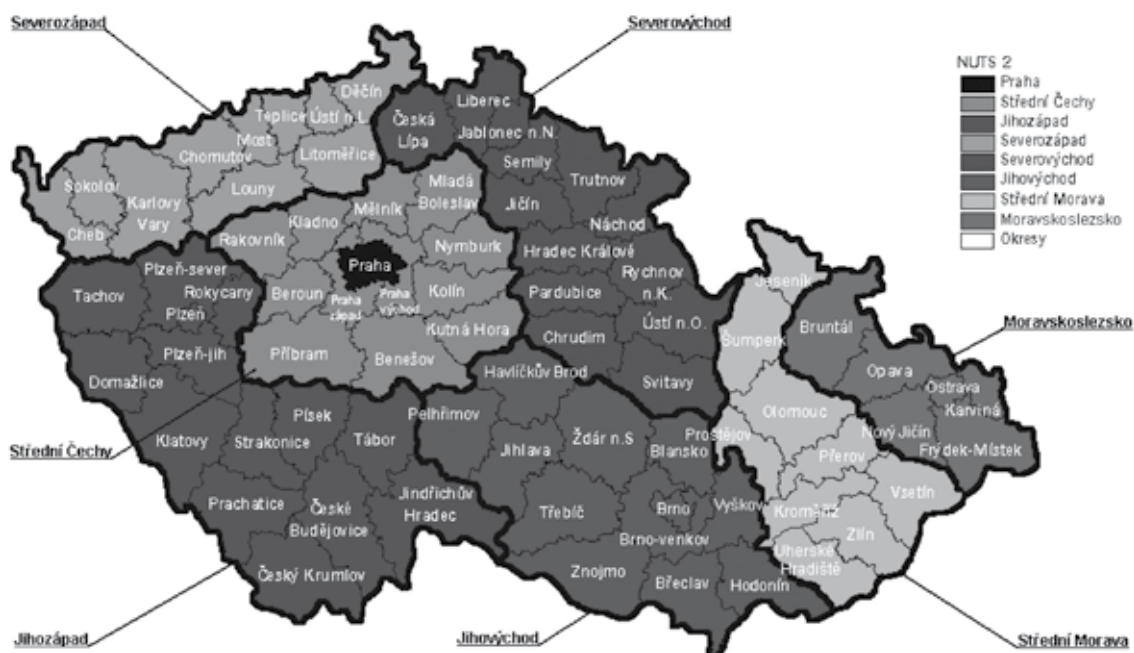 Severozápad
Severovýchod
NUTS 2
Praha
Střední Čechy
Jihozápad
Severozápad
Severovýchod
Jihovýchod
Střední Morava
Moravskoslezsko
Okresy
Děčín
Teplice
Ústí n.L.
Most
Chomutov
Litoměřice
Sokolov
Karlovy
Vary
Louny
Cheb
Česká
Lípa
Liberec
Jablonec n.N.
Semily
Trutnov
Jičín
Náchod
Hradec Králové
Rychnov
n.K.
Pardubice
Ústí n.O.
Chrudim
Svitavy
Mladá
Boleslav
Mělník
Kladno
Rakovník
Nymburk
Praha
Beroun
Praha
západ
Praha
východ
Kolín
Kutná Hora
Příbram
Benešov
Plzeň-sever
Tachov
Rokycany
Plzeň
Plzeň-jih
Domažlice
Klatovy
Písek
Strakonice
Tábor
Prachatice
České
Budějovice
Jindřichův
Hradec
Český Krumlov
Havlíčkův Brod
Pelhřimov
Jihlava
Žďár n.S
Blansko
Třebíč
Brno
Vyškov
Brno-venkov
Znojmo
Břeclav
Hodonín
Jeseník
Šumperk
Olomouc
Prostějov
Přerov
Kroměříž
Vsetín
Zlín
Uherské
Hradiště
Bruntál
Opava
Ostrava
Karviná
Nový Jičín
Frýdek-Místek
Moravskoslezsko
Střední Čechy
Jihozápad
Jihovýchod
Střední Morava